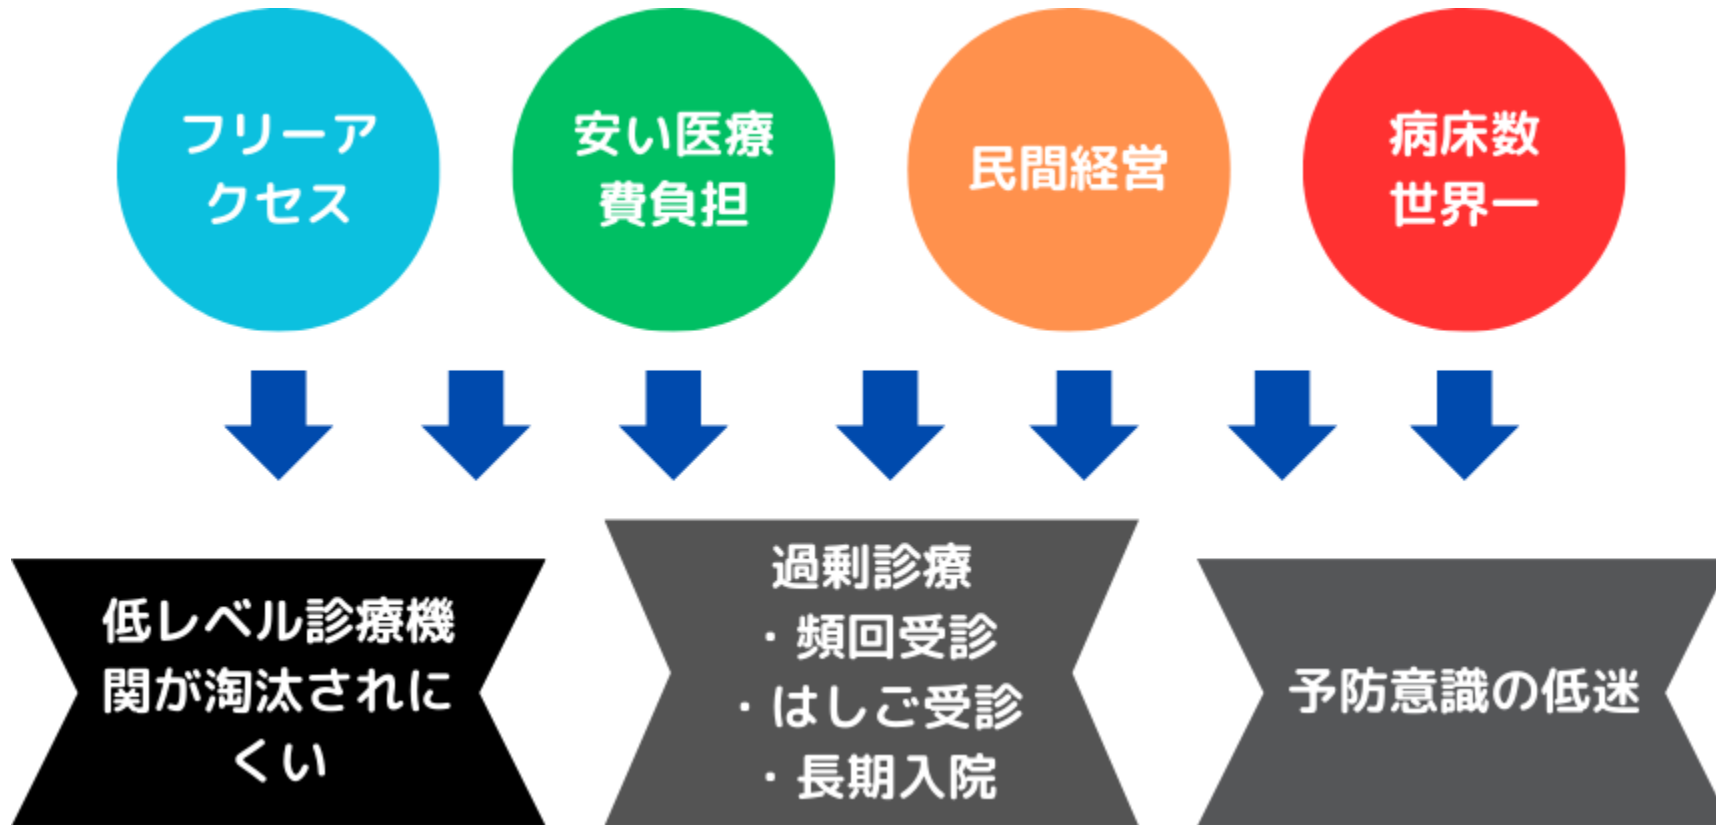 フリーア
クセス
安い医療
費負担
民間経営
病床数
世界一
低レベル診療機
関が淘汰されに
くい
過剰診療
・頻回受診
・はしご受診
・長期入院
予防意識の低迷